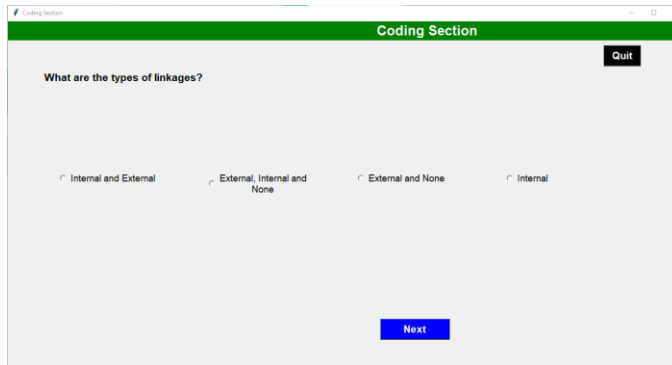 Coding Section
Coding Section
Quit
What are the types of linkages?
Internal and External
External, Internal and
None
External and None
Internal
Next